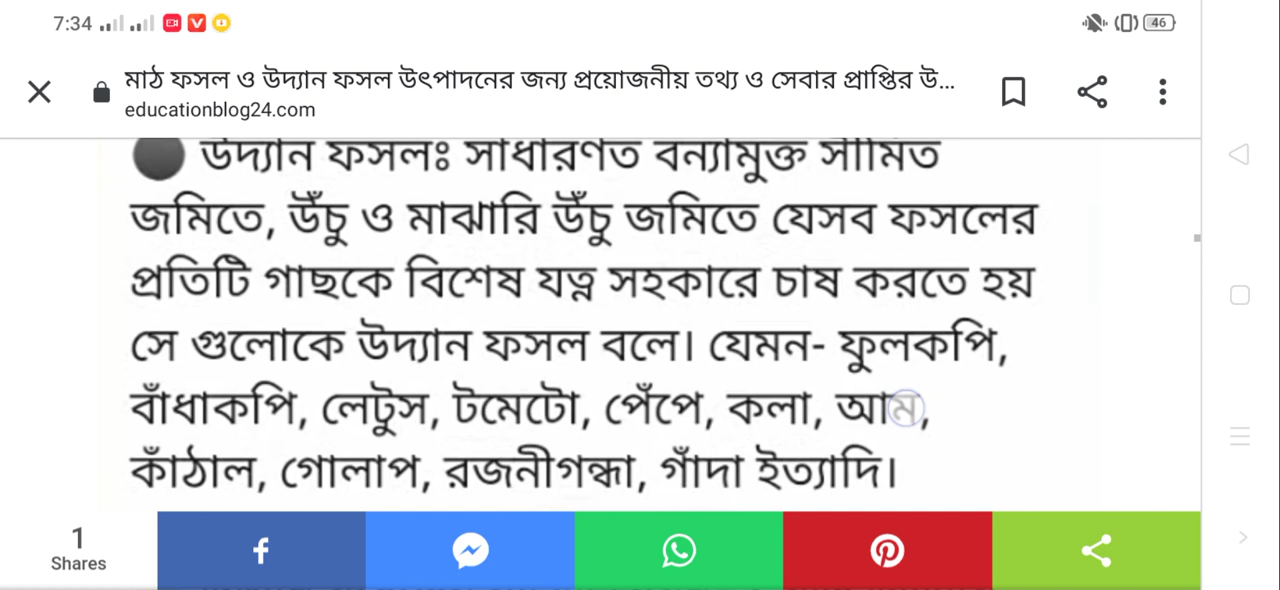 7:34
46
মাঠ ফসল ও উদ্যান ফসল উৎপাদনের জন্য প্রয়োজনীয় তথ্য ও সেবার প্রাপ্তির উ...
educationblog24.com
উদ্যান ফসলঃ সাধারণত বন্যামুক্ত সীমিত
জমিতে, উঁচু ও মাঝারি উঁচু জমিতে যেসব ফসলের
প্রতিটি গাছকে বিশেষ যত্ন সহকারে চাষ করতে হয়
সে গুলোকে উদ্যান ফসল বলে। যেমন- ফুলকপি,
বাঁধাকপি, লেটুস, টমেটো, পেঁপে, কলা, আম,
কাঁঠাল, গোলাপ, রজনীগন্ধা, গাঁদা ইত্যাদি।
1
Shares